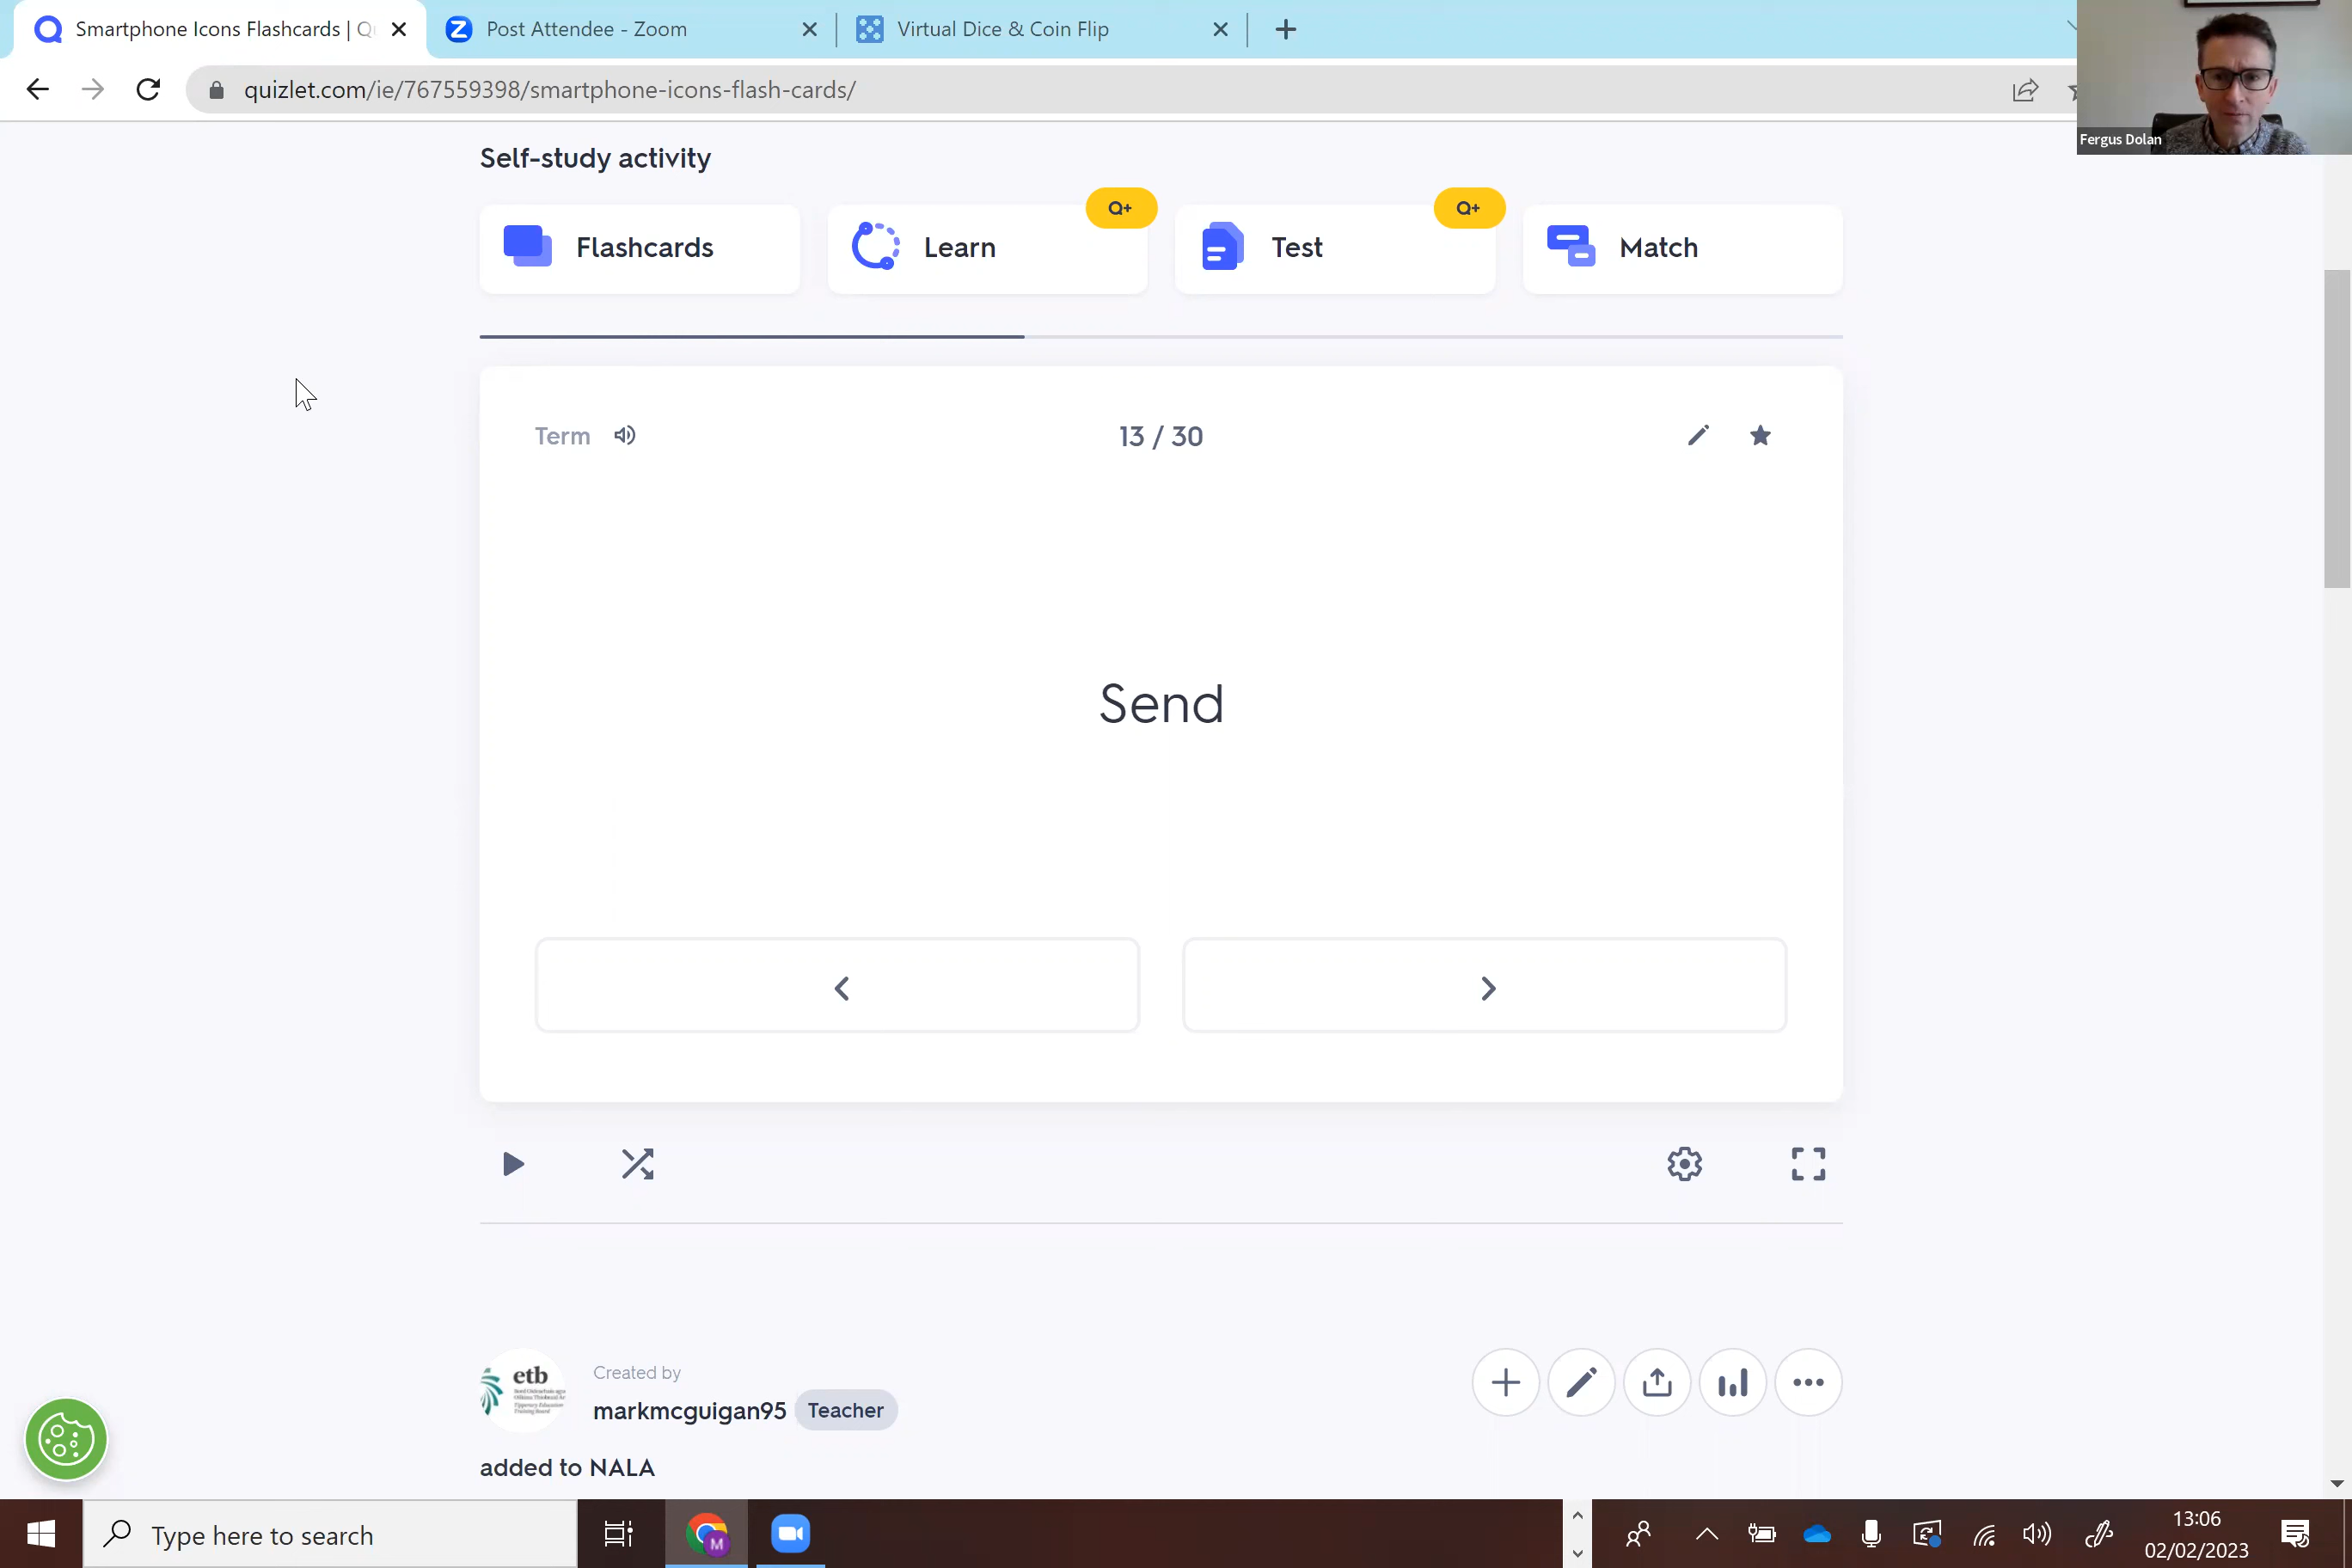 Smartphone Icons Flashcards |
Post Attendee - Zoom
Virtual Dice & Coin Flip
quizlet.com/ie/767559398/smartphone-icons-flash-cards/
Fergus Dolan
Self-study activity
Flashcards
Learn
Q+
Test
Q+
Match
Term
13 / 30
Send
etb
Created by
markmcguigan95
Teacher
added to NALA
Type here to search
M
13:06
02/02/2023